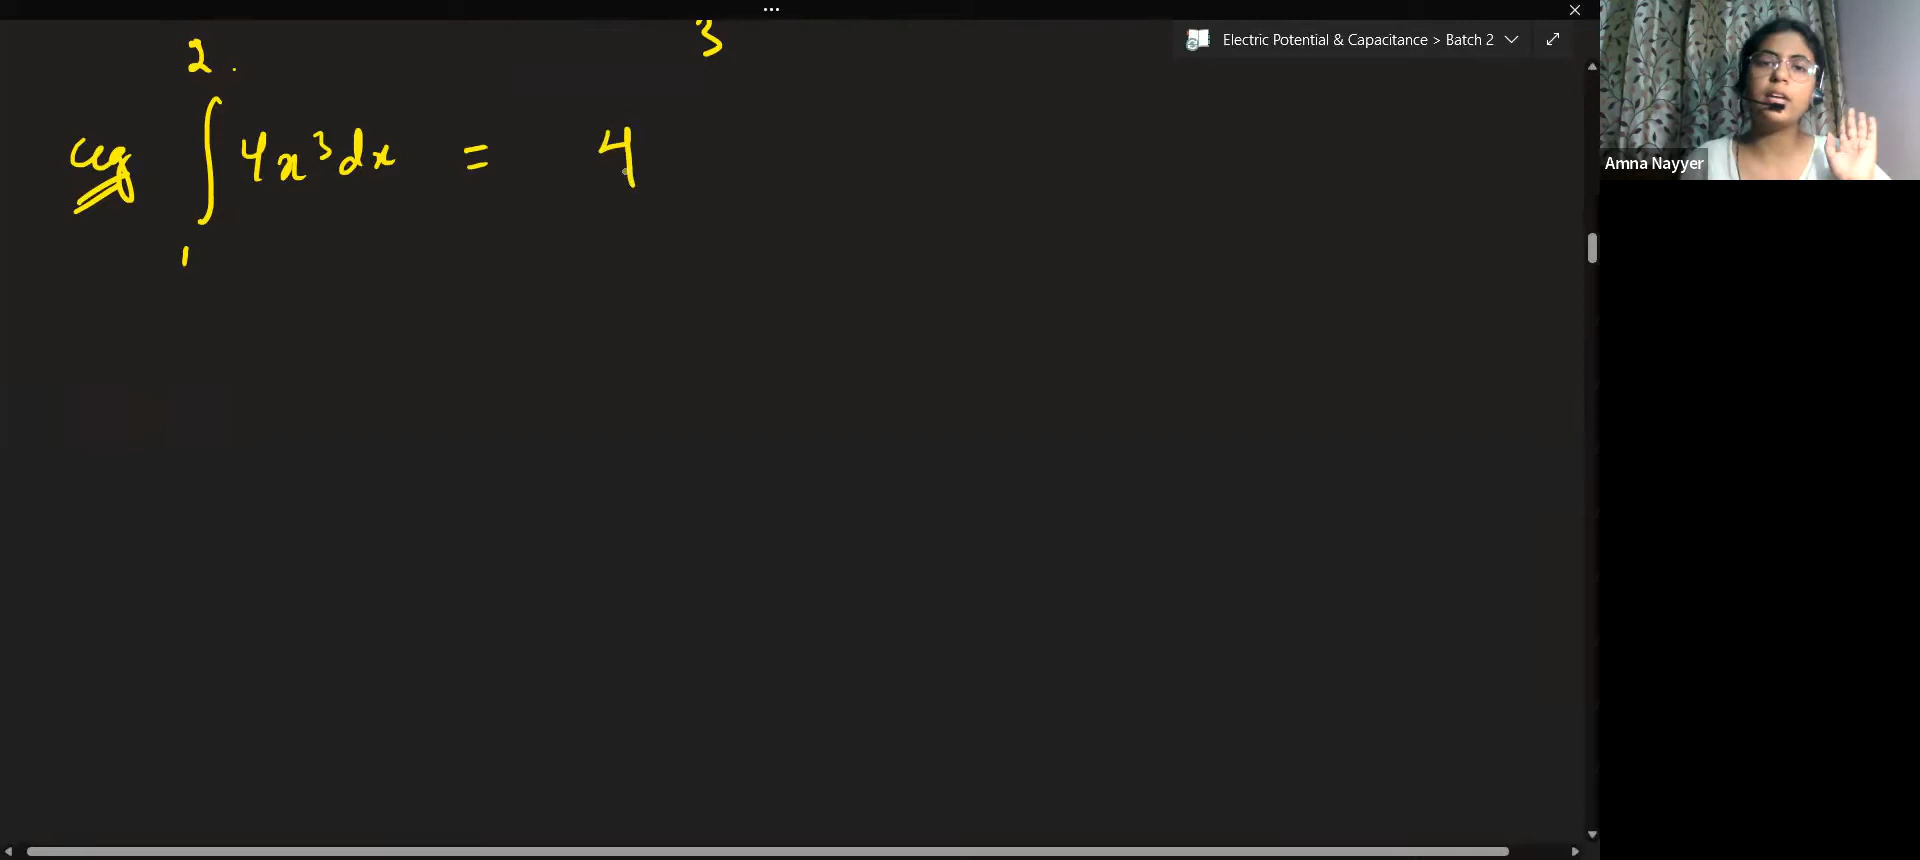 ...
Electric Potential & Capacitance > Batch 2
3
2.
eg ∫ 4x³dx = 4
1
Amna Nayyer